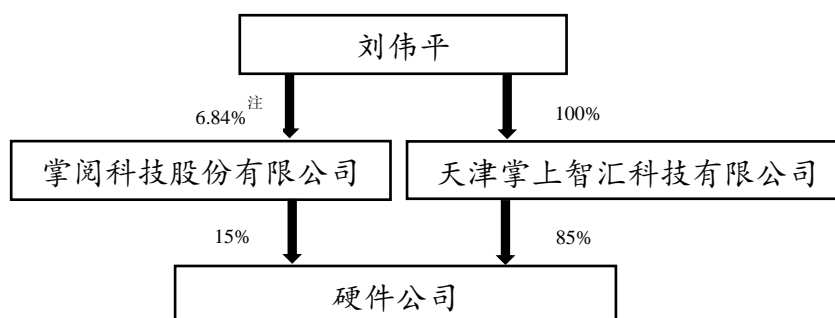 刘伟平
6.84%注
100%
掌阅科技股份有限公司
天津掌上智汇科技有限公司
15%
85%
硬件公司